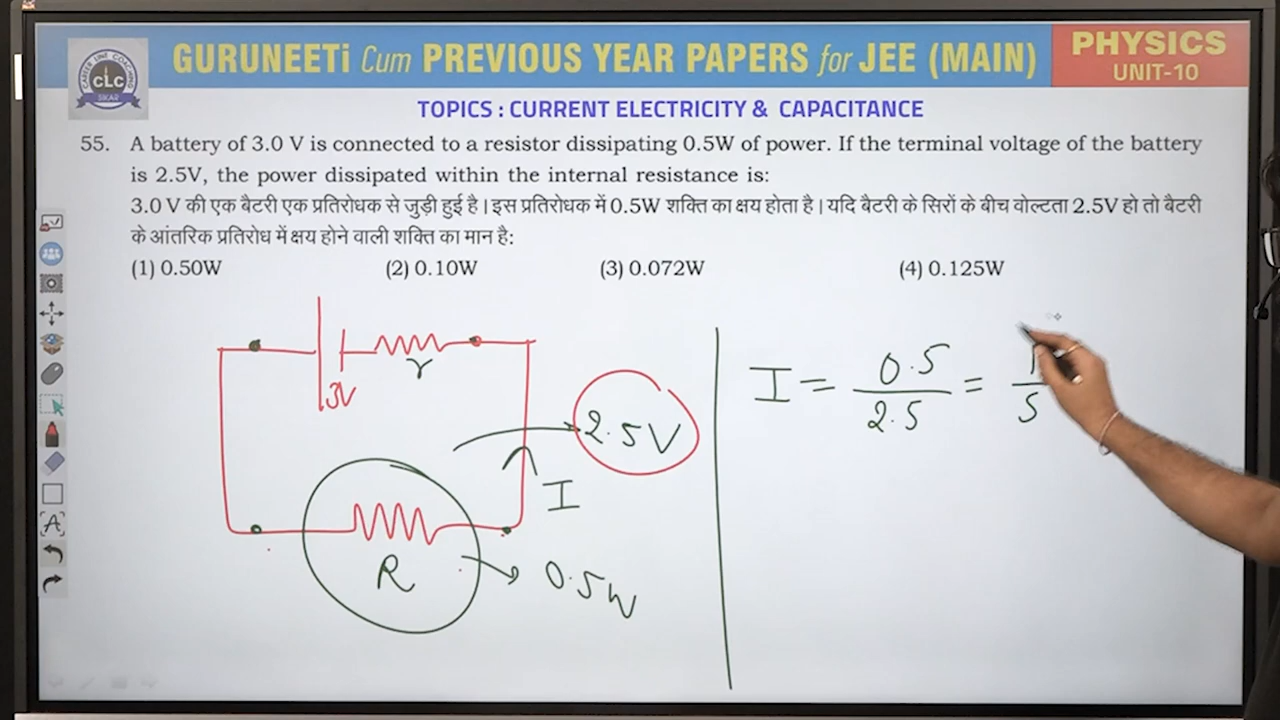 GURUNEETi Cum PREVIOUS YEAR PAPERS for JEE (MAIN)
PHYSICS
UNIT-10
CLC
SIKAR
TOPICS : CURRENT ELECTRICITY & CAPACITANCE
55. A battery of 3.0 V is connected to a resistor dissipating 0.5W of power. If the terminal voltage of the battery
is 2.5V, the power dissipated within the internal resistance is:
3.0 V की एक बैटरी एक प्रतिरोधक से जुड़ी हुई है। इस प्रतिरोधक में 0.5W शक्ति का क्षय होता है। यदि बैटरी के सिरों के बीच वोल्टता 2.5V हो तो बैटरी
के आंतरिक प्रतिरोध में क्षय होने वाली शक्ति का मान है:
(1) 0.50W (2) 0.10W (3) 0.072W (4) 0.125W
3V
r
2.5V
I
R
0.5W
I = 0.5/2.5 = 1/5
A